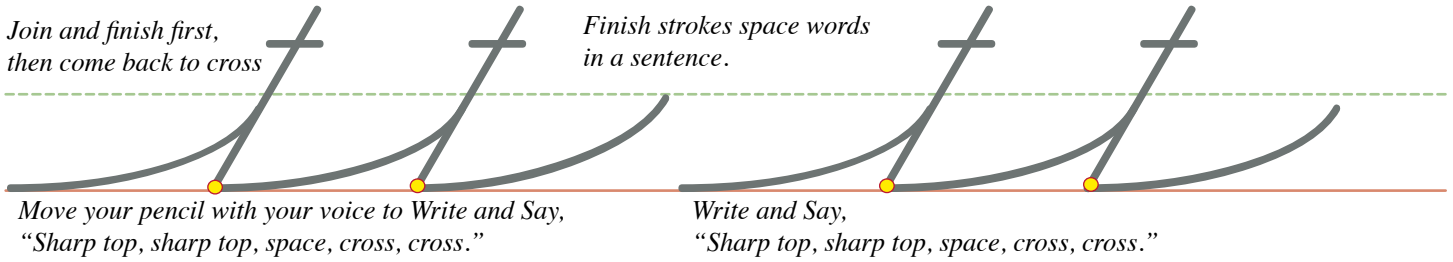 Join and finish first,
then come back to cross
Finish strokes space words
in a sentence.
tt
tt
Move your pencil with your voice to Write and Say,
“Sharp top, sharp top, space, cross, cross.”
Write and Say,
“Sharp top, sharp top, space, cross, cross.”